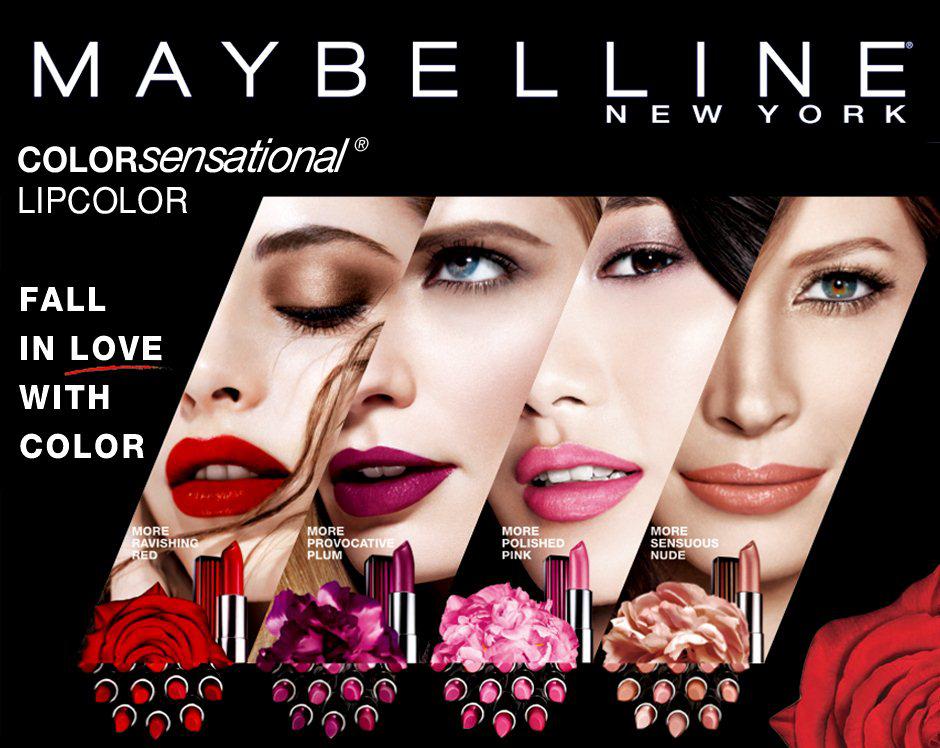 MAYBELLINE®
NEW YORK
COLORsensational®
LIPCOLOR
FALL
IN LOVE
WITH
COLOR
MORE
RAVISHING
RED
MORE
PROVOCATIVE
PLUM
MORE
POLISHED
PINK
MORE
SENSUOUS
NUDE